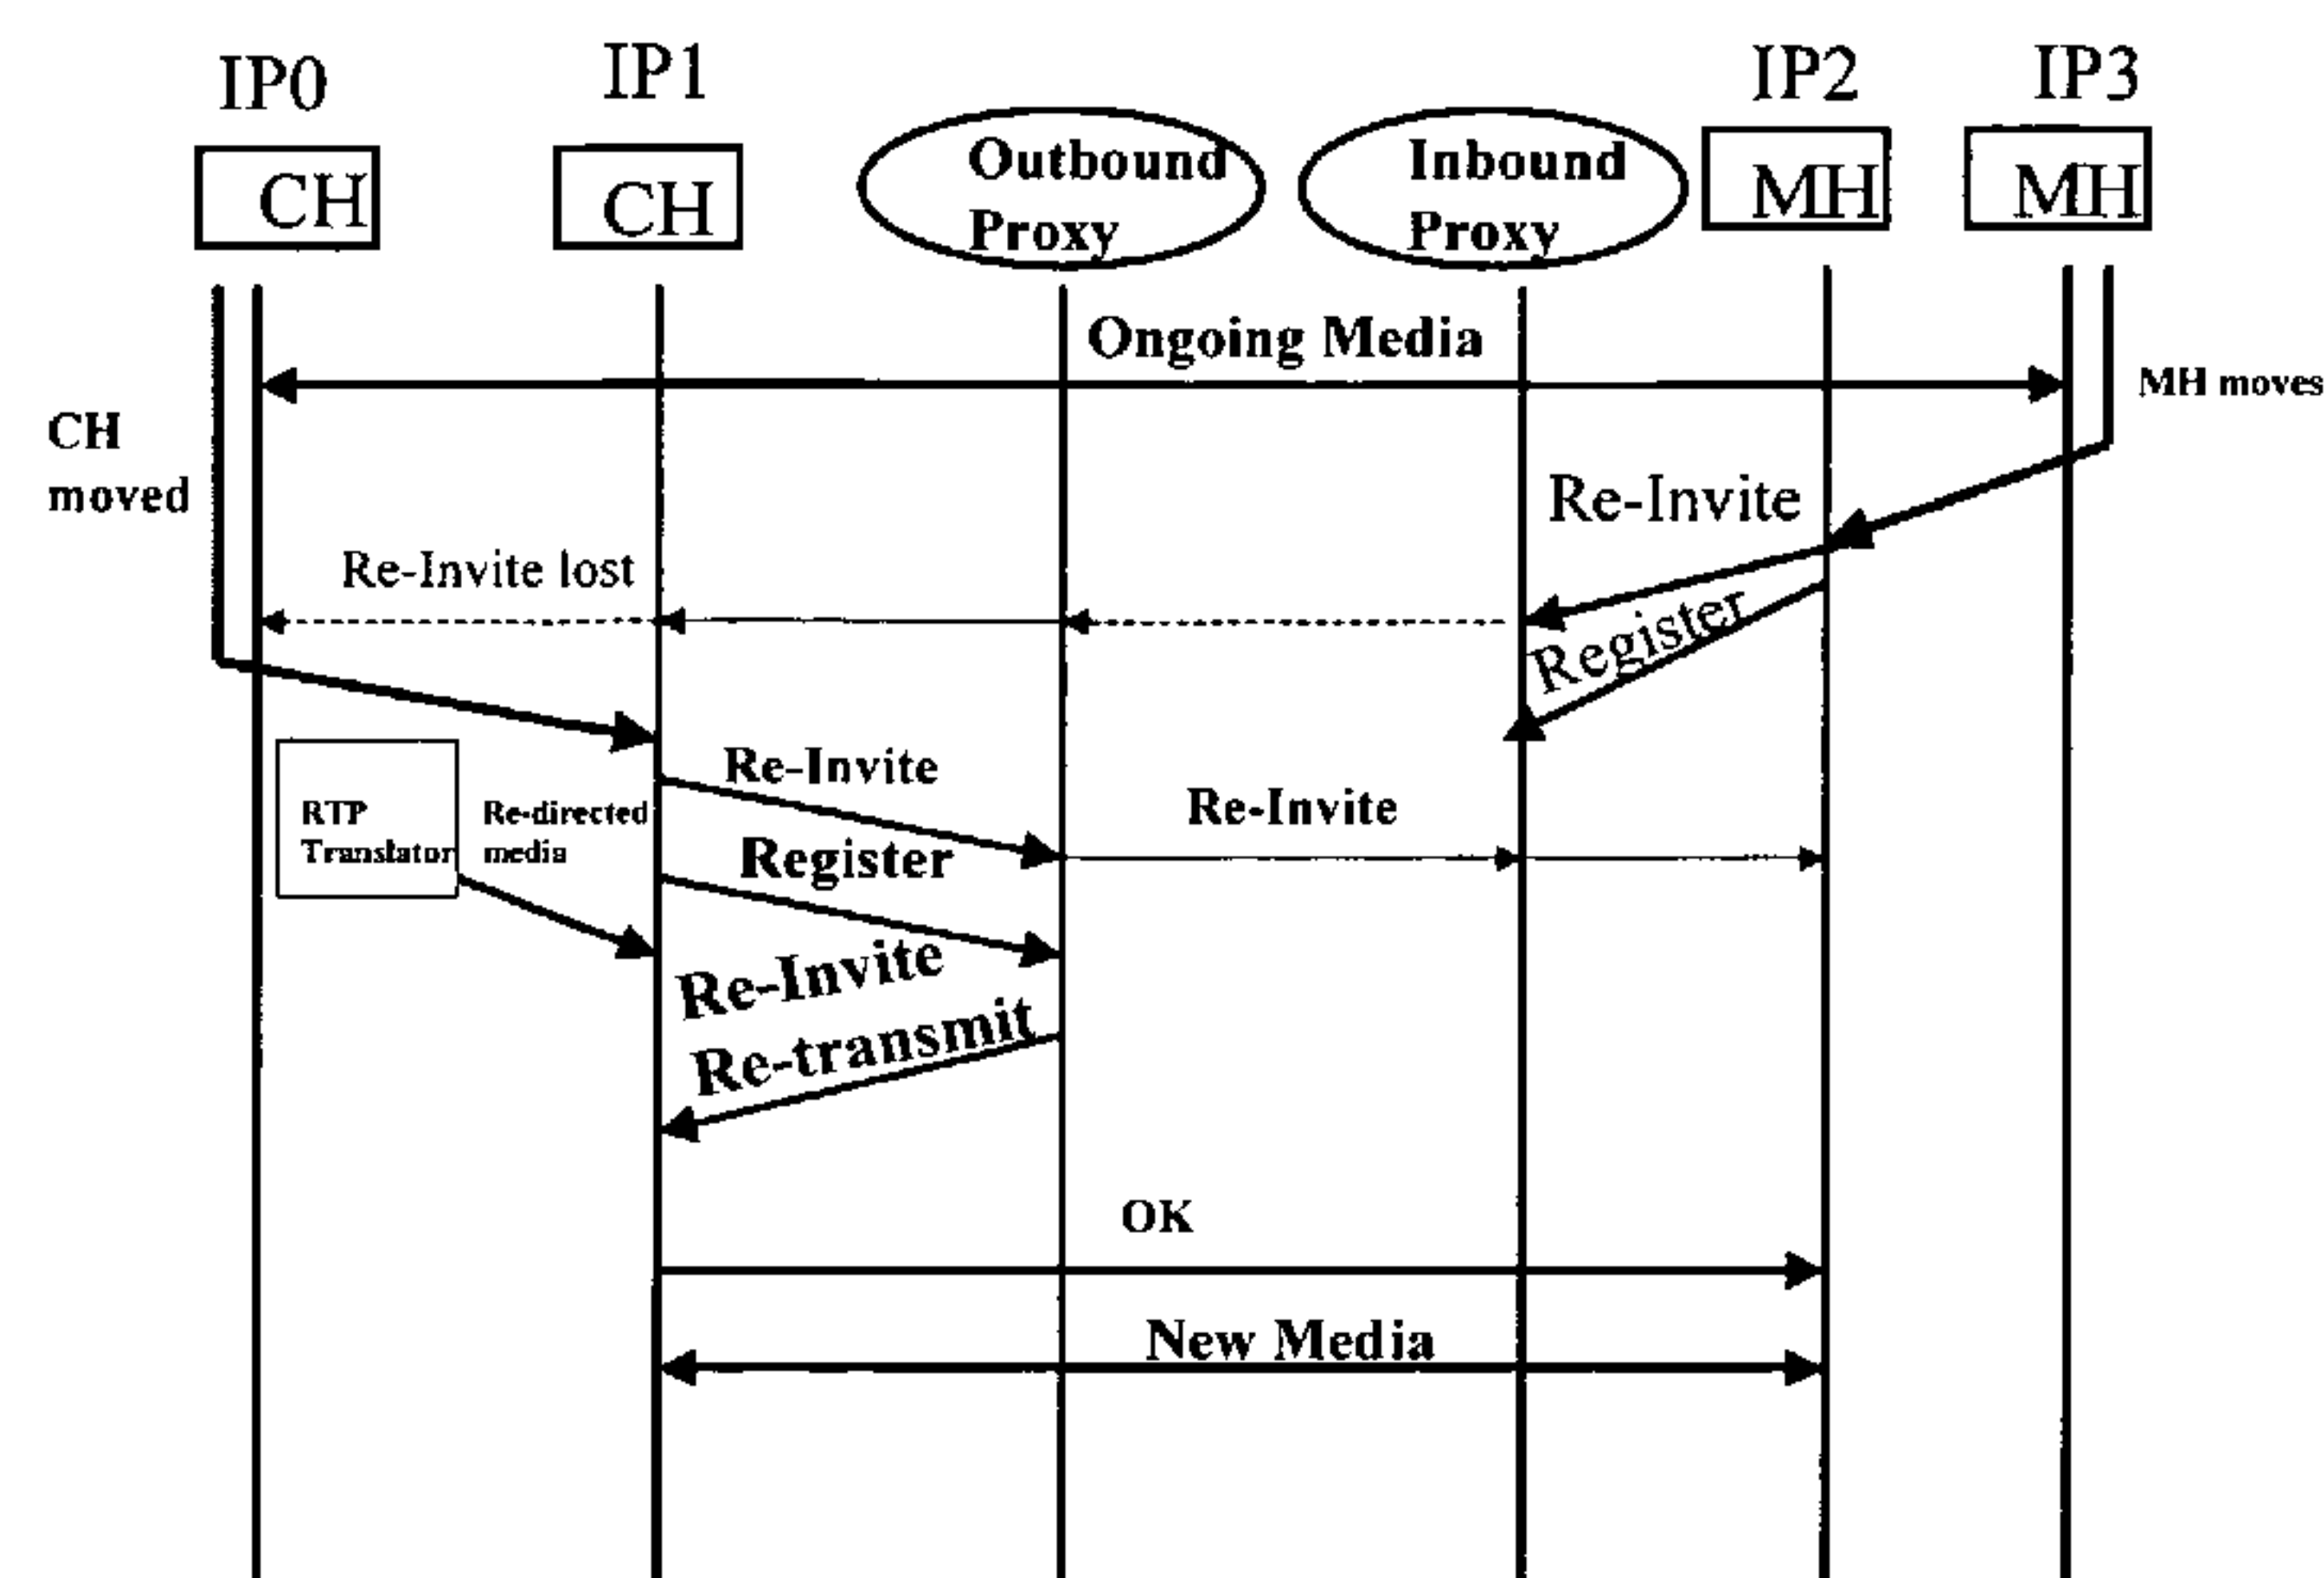 IP0
IP1
IP2
IP3
CH
CH
Outbound
Proxy
Inbound
Proxy
MH
MH
Ongoing Media
MH moves
CH
moved
Re-Invite
Re-Invite lost
Register
Re-Invite
Re-Invite
RTP
Translator
Re-directed
media
Register
Re-Invite
Re-transmit
OK
New Media